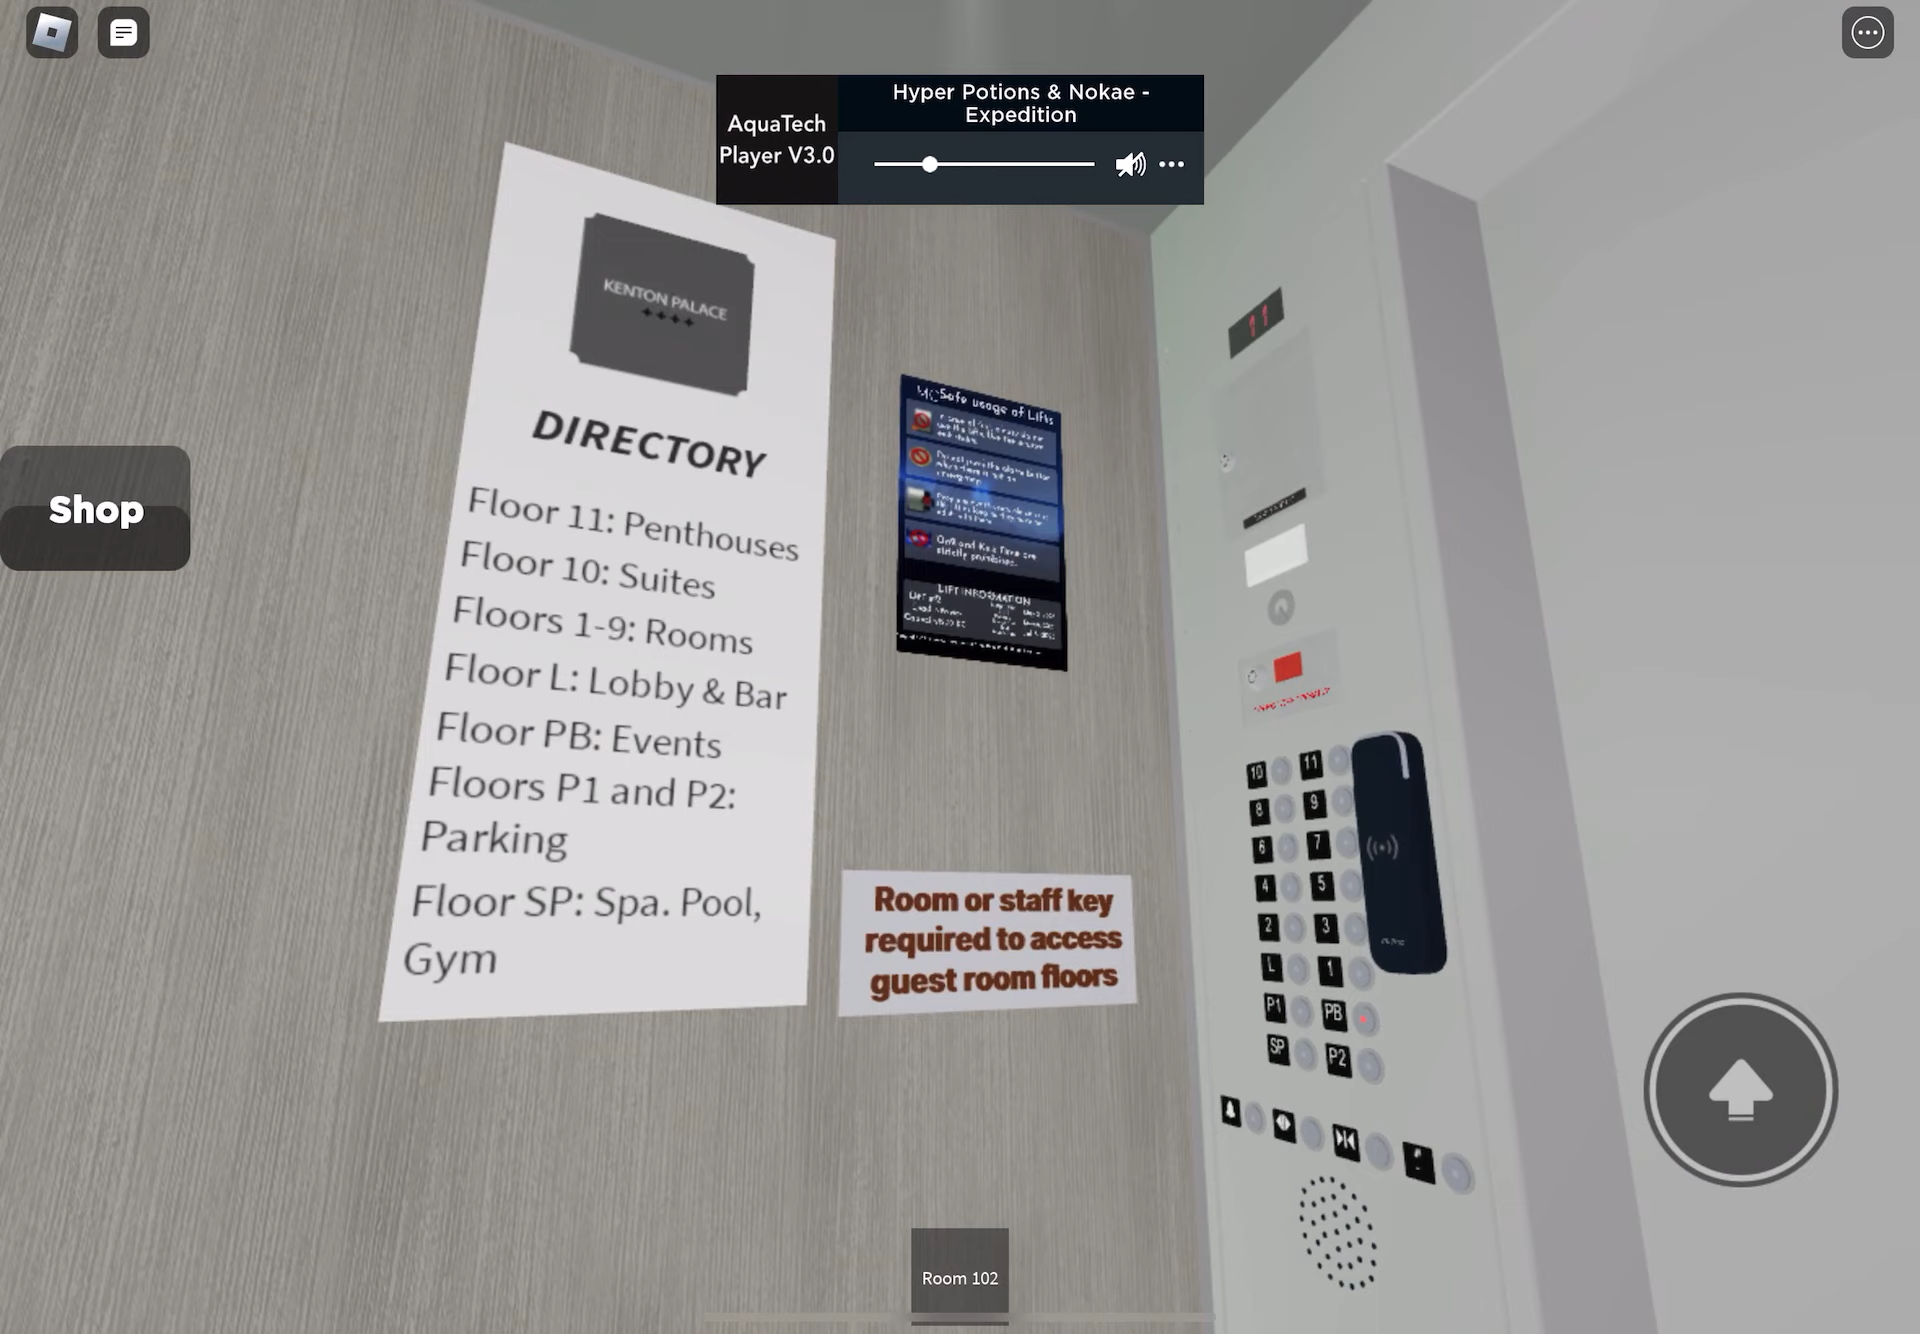 Hyper Potions & Nokae -
Expedition
AquaTech
Player V3.0
Shop
KENTON PALACE
DIRECTORY
Floor 11: Penthouses
Floor 10: Suites
Floors 1-9: Rooms
Floor L: Lobby & Bar
Floor PB: Events
Floors P1 and P2:
Parking
Floor SP: Spa. Pool,
Gym
Safe usage of Lifts
LIFT INFORMATION
Room or staff key
required to access
guest room floors
11
10 11
8 9
6 7
4 5
2 3
L 1
P1 PB
SP P2
Room 102